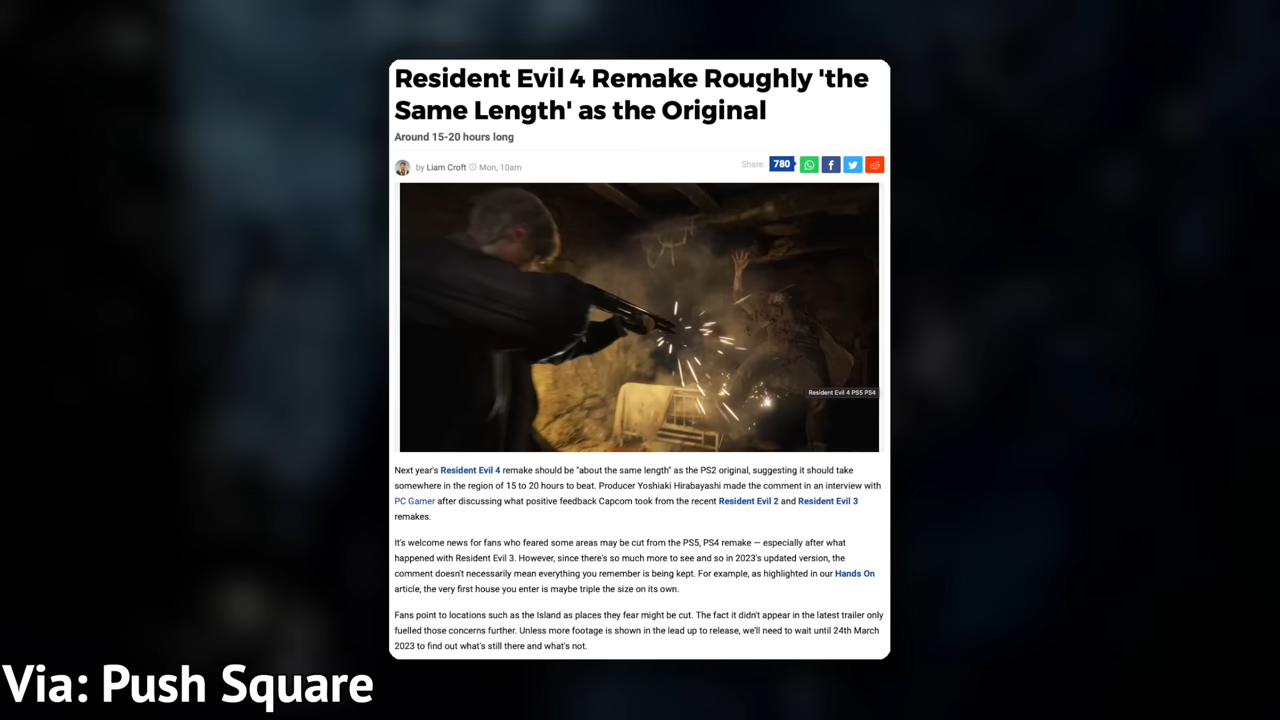 Resident Evil 4 Remake Roughly 'the
Same Length' as the Original
Around 15-20 hours long
by Liam Croft Mon, 10am
Share: 780
Resident Evil 4 PS5 PS4
Next year's Resident Evil 4 remake should be "about the same length" as the PS2 original, suggesting it should take
somewhere in the region of 15 to 20 hours to beat. Producer Yoshiaki Hirabayashi made the comment in an interview with
PC Gamer after discussing what positive feedback Capcom took from the recent Resident Evil 2 and Resident Evil 3
remakes.
It's welcome news for fans who feared some areas may be cut from the PS5, PS4 remake — especially after what
happened with Resident Evil 3. However, since there's so much more to see and so in 2023's updated version, the
comment doesn't necessarily mean everything you remember is being kept. For example, as highlighted in our Hands On
article, the very first house you enter is maybe triple the size on its own.
Fans point to locations such as the Island as places they fear might be cut. The fact it didn't appear in the latest trailer only
fuelled those concerns further. Unless more footage is shown in the lead up to release, we'll need to wait until 24th March
2023 to find out what's still there and what's not.
Via: Push Square